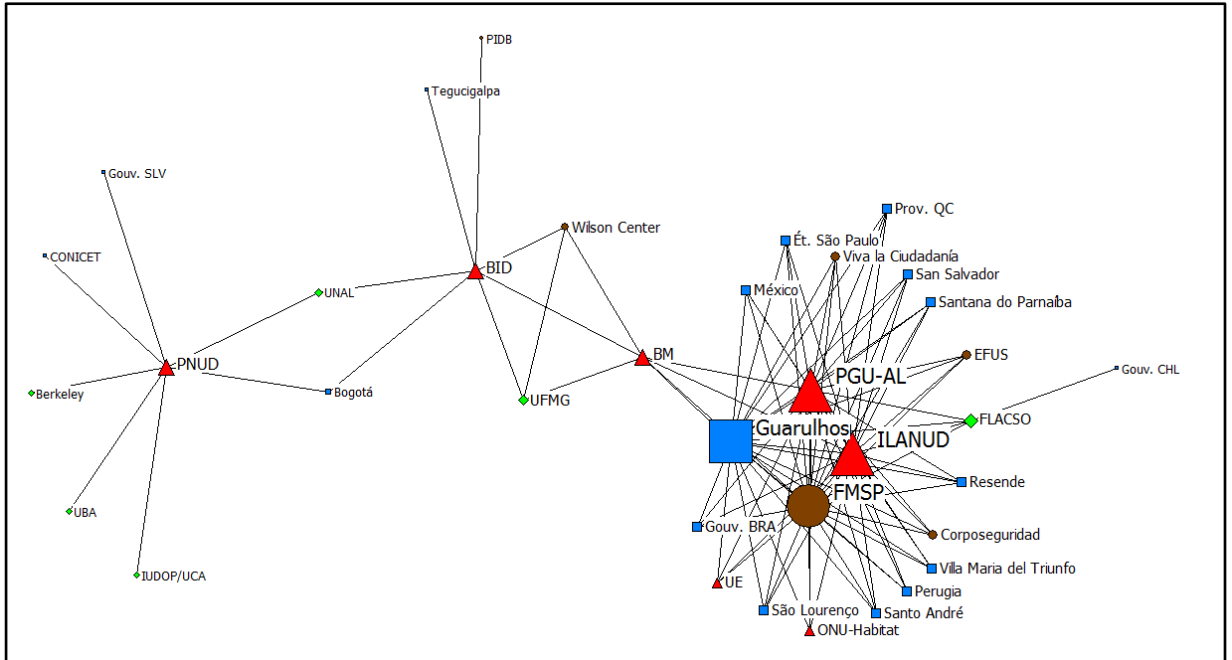 PIDB
Tegucigalpa
Gouv. SLV
Prov. QC
Wilson Center
Ét. São Paulo
Viva la Ciudadanía
CONICET
BID
San Salvador
UNAL
México
Santana do Parnaíba
PNUD
BM
EFUS
Gouv. CHL
PGU-AL
Berkeley
Bogotá
UFMG
FLACSO
Guarulhos
ILANUD
Resende
FMSP
UBA
Gouv. BRA
Corposeguridad
Villa Maria del Triunfo
IUDOP/UCA
UE
Perugia
São Lourenço
Santo André
ONU-Habitat